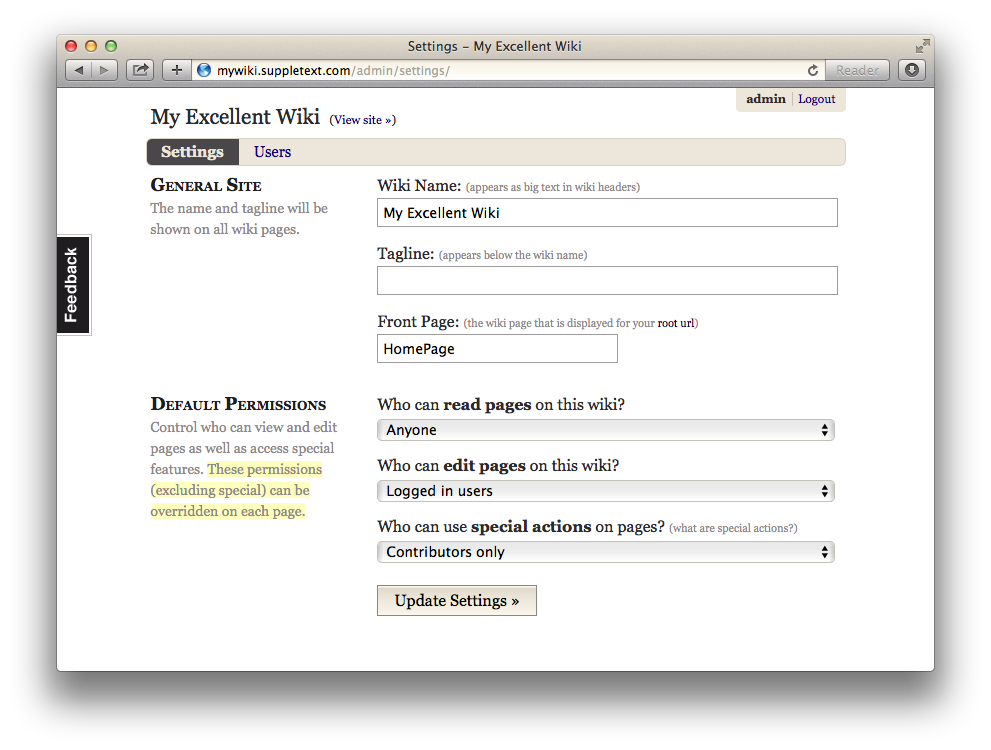 Settings – My Excellent Wiki
mywiki.suppletext.com/admin/settings/
Reader
admin | Logout
My Excellent Wiki (View site »)
Settings Users
GENERAL SITE
The name and tagline will be
shown on all wiki pages.
Wiki Name: (appears as big text in wiki headers)
My Excellent Wiki
Tagline: (appears below the wiki name)
Front Page: (the wiki page that is displayed for your root url)
HomePage
Feedback
DEFAULT PERMISSIONS
Control who can view and edit
pages as well as access special
features. These permissions
(excluding special) can be
overridden on each page.
Who can read pages on this wiki?
Anyone
Who can edit pages on this wiki?
Logged in users
Who can use special actions on pages? (what are special actions?)
Contributors only
Update Settings »